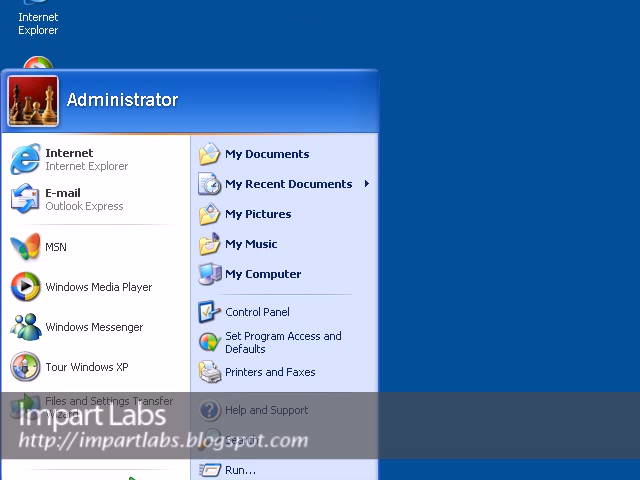 Internet
Explorer
Administrator
Internet
Internet Explorer
E-mail
Outlook Express
MSN
Windows Media Player
Windows Messenger
Tour Windows XP
Files and Settings Transfer
Wizard
My Documents
My Recent Documents
My Pictures
My Music
My Computer
Control Panel
Set Program Access and
Defaults
Printers and Faxes
Help and Support
Search
Run...
Impart Labs
http://impartlabs.blogspot.com